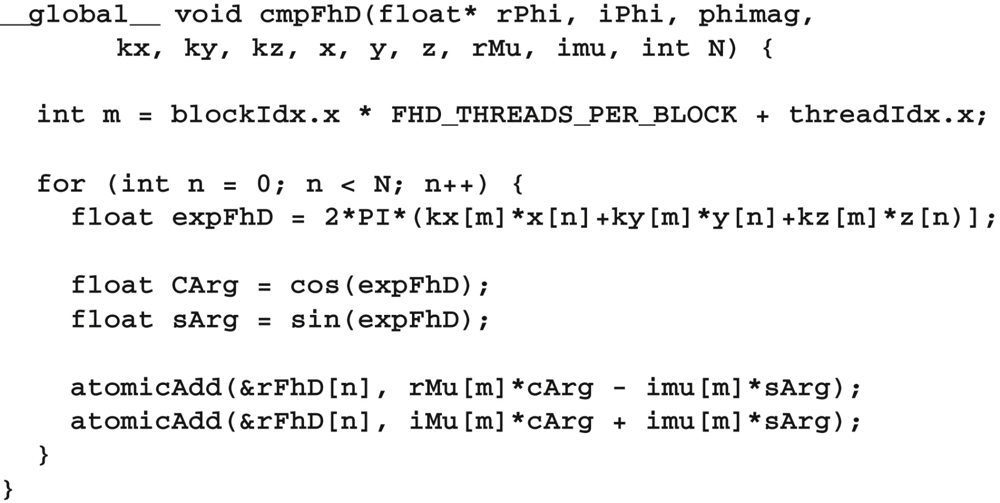 __global__ void cmpFhD(float* rPhi, iPhi, phimag,
kx, ky, kz, x, y, z, rMu, imu, int N) {
int m = blockIdx.x * FHD_THREADS_PER_BLOCK + threadIdx.x;
for (int n = 0; n < N; n++) {
float expFhD = 2*PI*(kx[m]*x[n]+ky[m]*y[n]+kz[m]*z[n)];
float CArg = cos(expFhD);
float sArg = sin(expFhD);
atomicAdd(&rFhD[n], rMu[m]*cArg - imu[m]*sArg);
atomicAdd(&rFhD[n], iMu[m]*cArg + imu[m]*sArg);
}
}